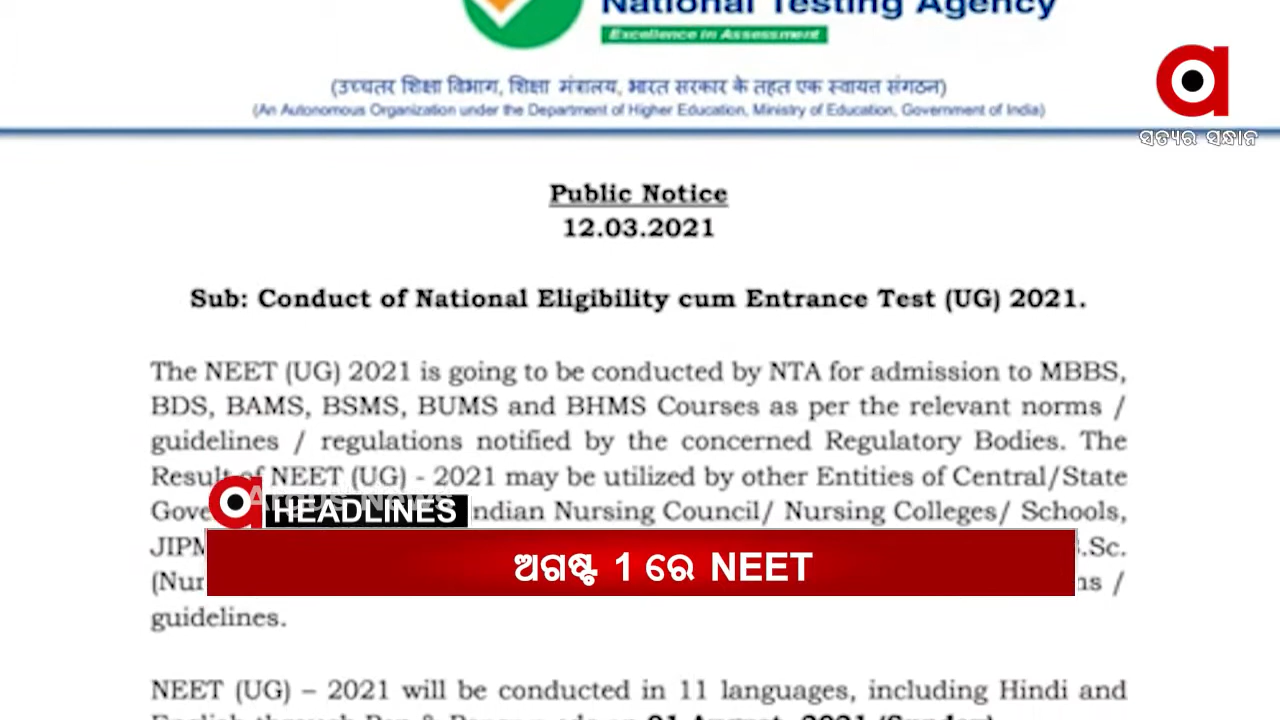 National Testing Agency
Excellence in Assessment
(उच्चतर शिक्षा विभाग, शिक्षा मंत्रालय, भारत सरकार के तहत एक स्वायत्त संगठन)
(An Autonomous Organization under the Department of Higher Education, Ministry of Education, Government of India)
ସତ୍ୟର ସନ୍ଧାନ
Public Notice
12.03.2021
Sub: Conduct of National Eligibility cum Entrance Test (UG) 2021.
The NEET (UG) 2021 is going to be conducted by NTA for admission to MBBS,
BDS, BAMS, BSMS, BUMS and BHMS Courses as per the relevant norms /
guidelines / regulations notified by the concerned Regulatory Bodies. The
Result of NEET (UG) - 2021 may be utilized by other Entities of Central/State
Indian Nursing Council/ Nursing Colleges/ Schools,
Argus News
HEADLINES
ଅଗଷ୍ଟ 1 ରେ NEET
(Nur /
guidelines.
NEET (UG) – 2021 will be conducted in 11 languages, including Hindi and
01 August, 2021 (Sunday)